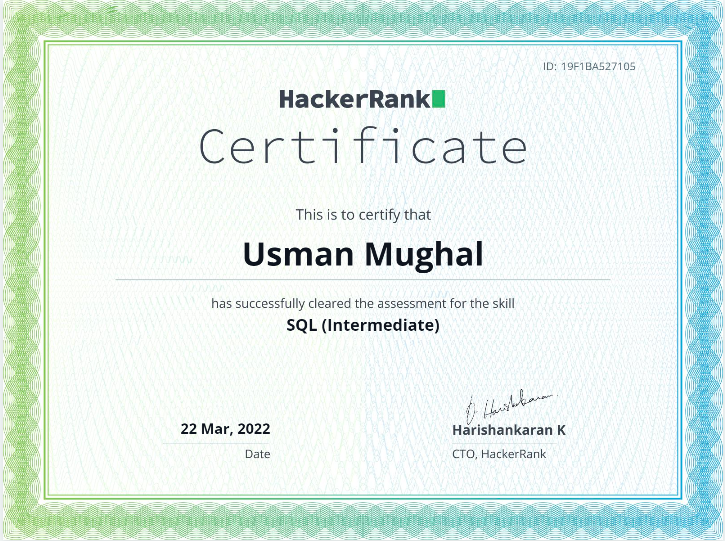 ID: 19F1BA527105
HackerRank
Certificate
This is to certify that
Usman Mughal
has successfully cleared the assessment for the skill
SQL (Intermediate)
22 Mar, 2022
Date
Harishankaran K
CTO, HackerRank